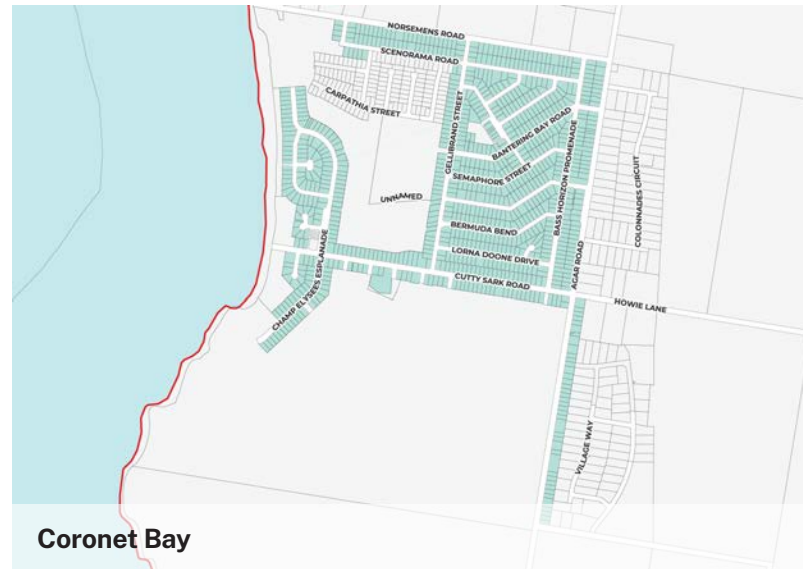 NORSEMENS ROAD
SCENORAMA ROAD
CARPATHIA STREET
GELLIBRAND STREET
BANTERING BAY ROAD
SEMAPHORE STREET
BASS HORIZON PROMENADE
COLONNADES CIRCUIT
UNNAMED
BERMUDA BEND
LORNA DOONE DRIVE
AGAR ROAD
CHAMP ELYSEES ESPLANADE
CUTTY SARK ROAD
HOWIE LANE
VILLAGE WAY
Coronet Bay